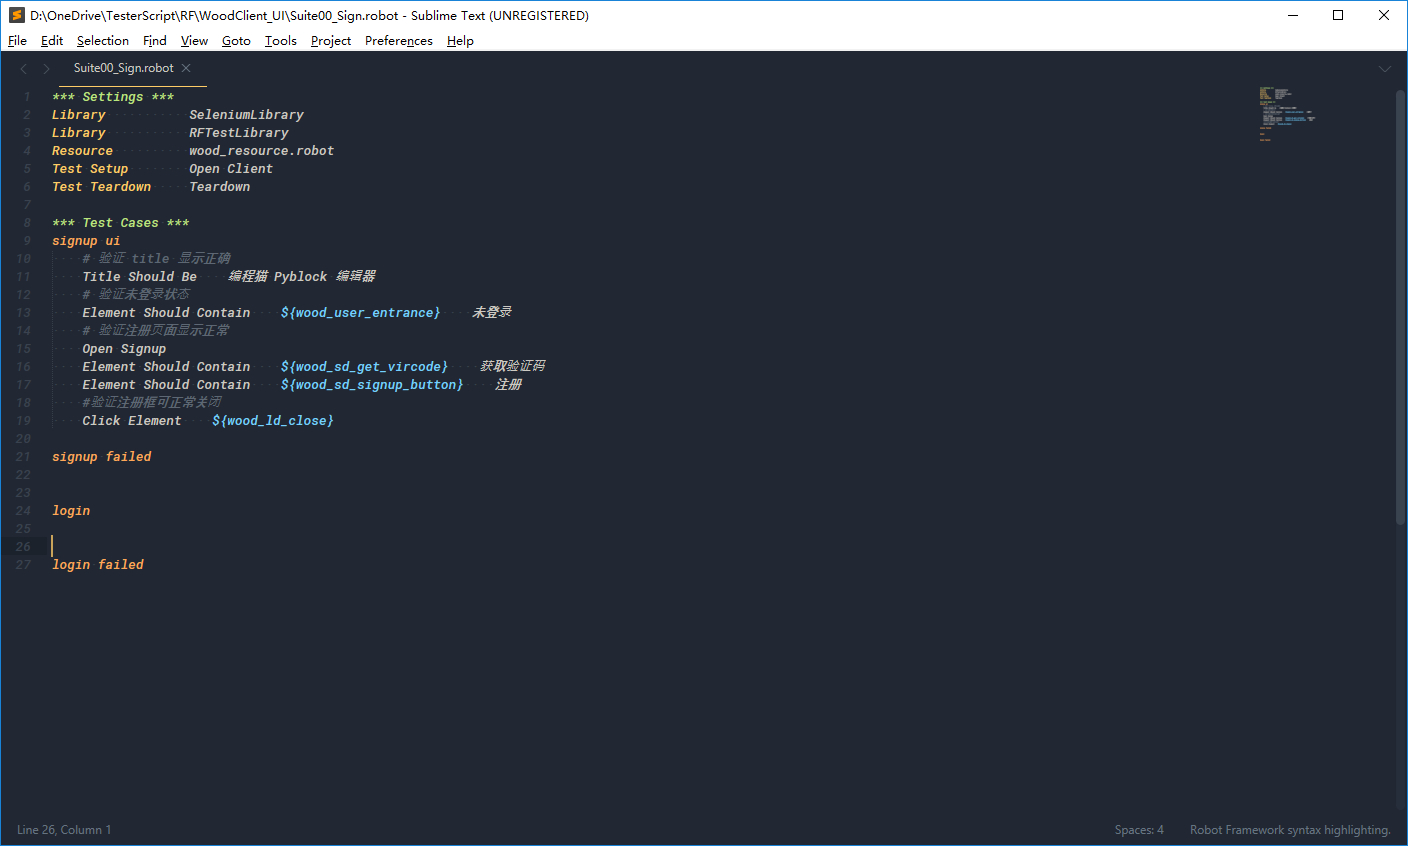 D:\OneDrive\TesterScript\RF\WoodClient_UI\Suite00_Sign.robot - Sublime Text (UNREGISTERED)
File Edit Selection Find View Goto Tools Project Preferences Help
Suite00_Sign.robot
1 *** Settings ***
2 Library SeleniumLibrary
3 Library RFTestLibrary
4 Resource wood_resource.robot
5 Test Setup Open Client
6 Test Teardown Teardown
7
8 *** Test Cases ***
9 signup ui
10 # 验证 title 显示正确
11 Title Should Be 编程猫 Pyblock 编辑器
12 # 验证未登录状态
13 Element Should Contain ${wood_user_entrance} 未登录
14 # 验证注册页面显示正常
15 Open Signup
16 Element Should Contain ${wood_sd_get_vircode} 获取验证码
17 Element Should Contain ${wood_sd_signup_button} 注册
18 #验证注册框可正常关闭
19 Click Element ${wood_ld_close}
20
21 signup failed
22
23
24 login
25
26
27 login failed
Line 26, Column 1 Spaces: 4 Robot Framework syntax highlighting.